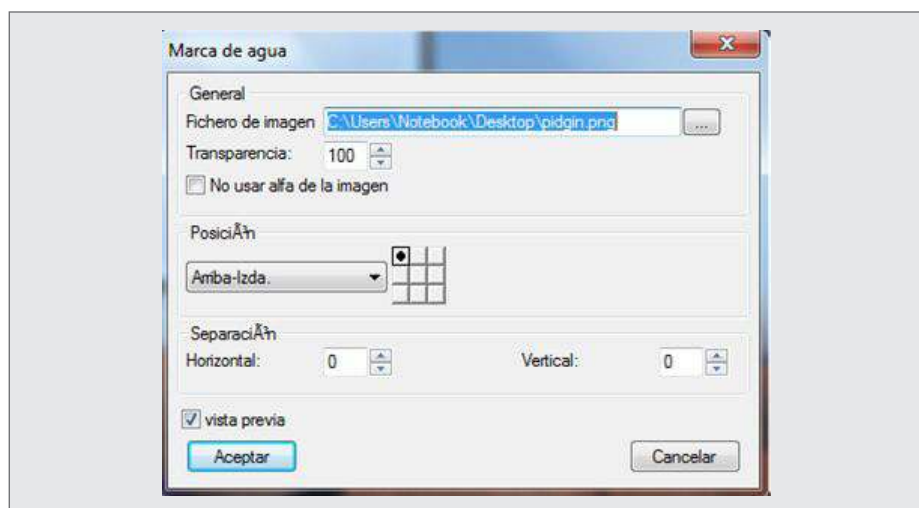 Marca de agua
General
Fichero de imagen C:\Users\Notebook\Desktop\pidgin.png ...
Transparencia: 100
No usar alfa de la imagen
PosiciÃ³n
Arriba-Izda.
SeparaciÃ³n
Horizontal: 0 Vertical: 0
vista previa
Aceptar Cancelar